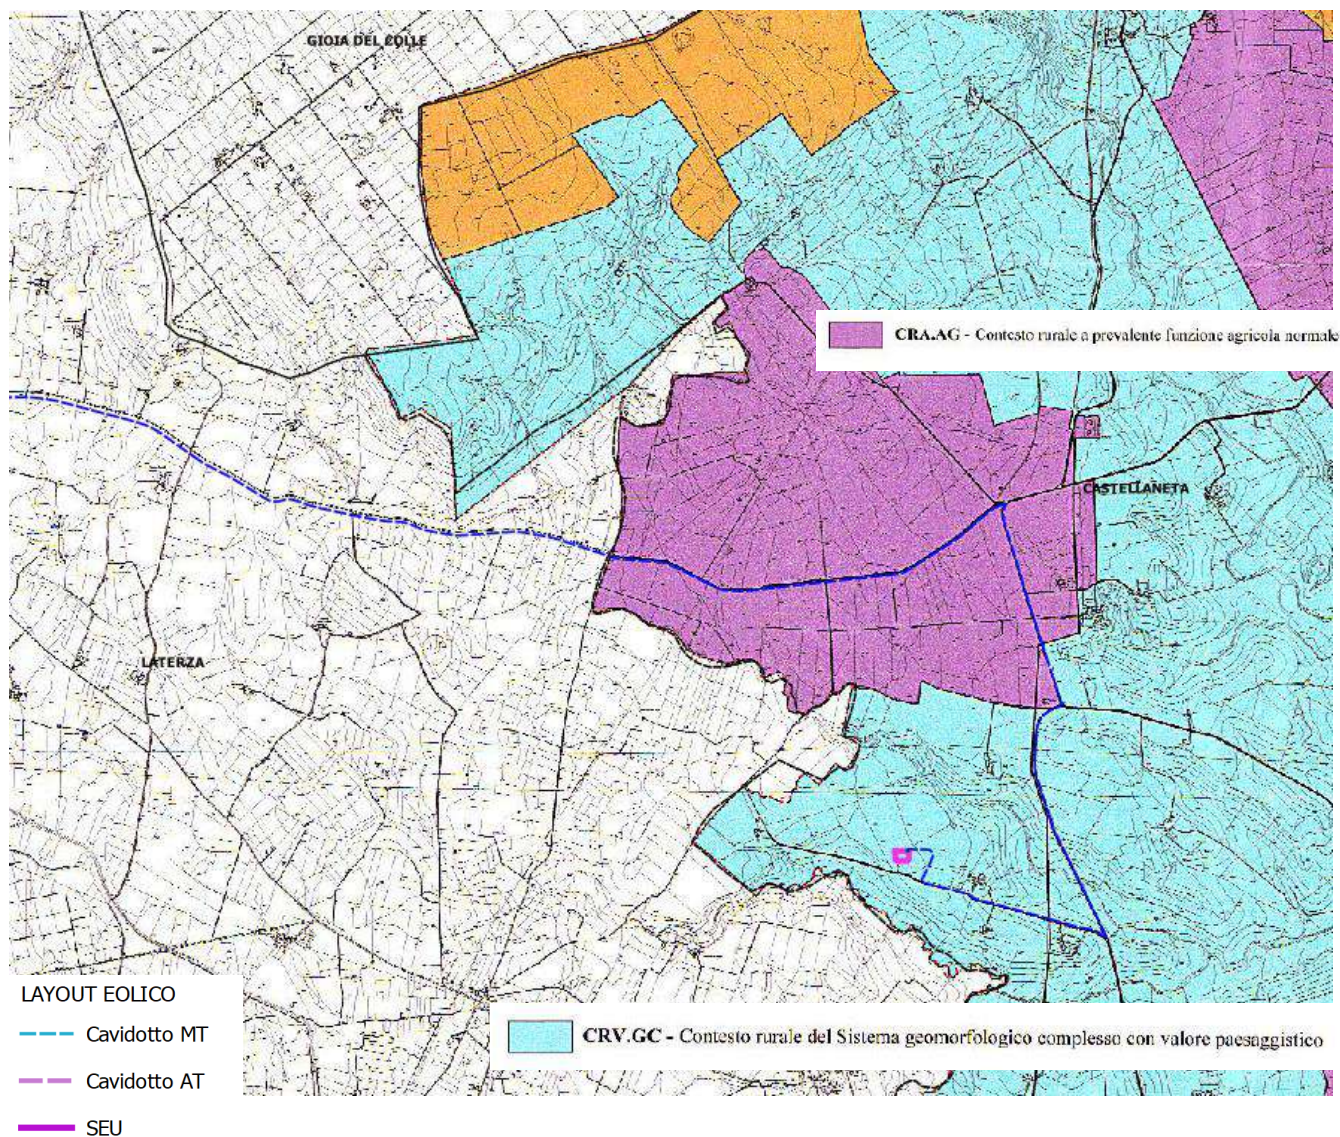 GIOIA DEL COLLE
CRA.AG - Contesto rurale a prevalente funzione agricola normale
CASTELLANETA
LATERZA
LAYOUT EOLICO
Cavidotto MT
Cavidotto AT
SEU
CRV.GC - Contesto rurale del Sistema geomorfologico complesso con valore paesaggistico